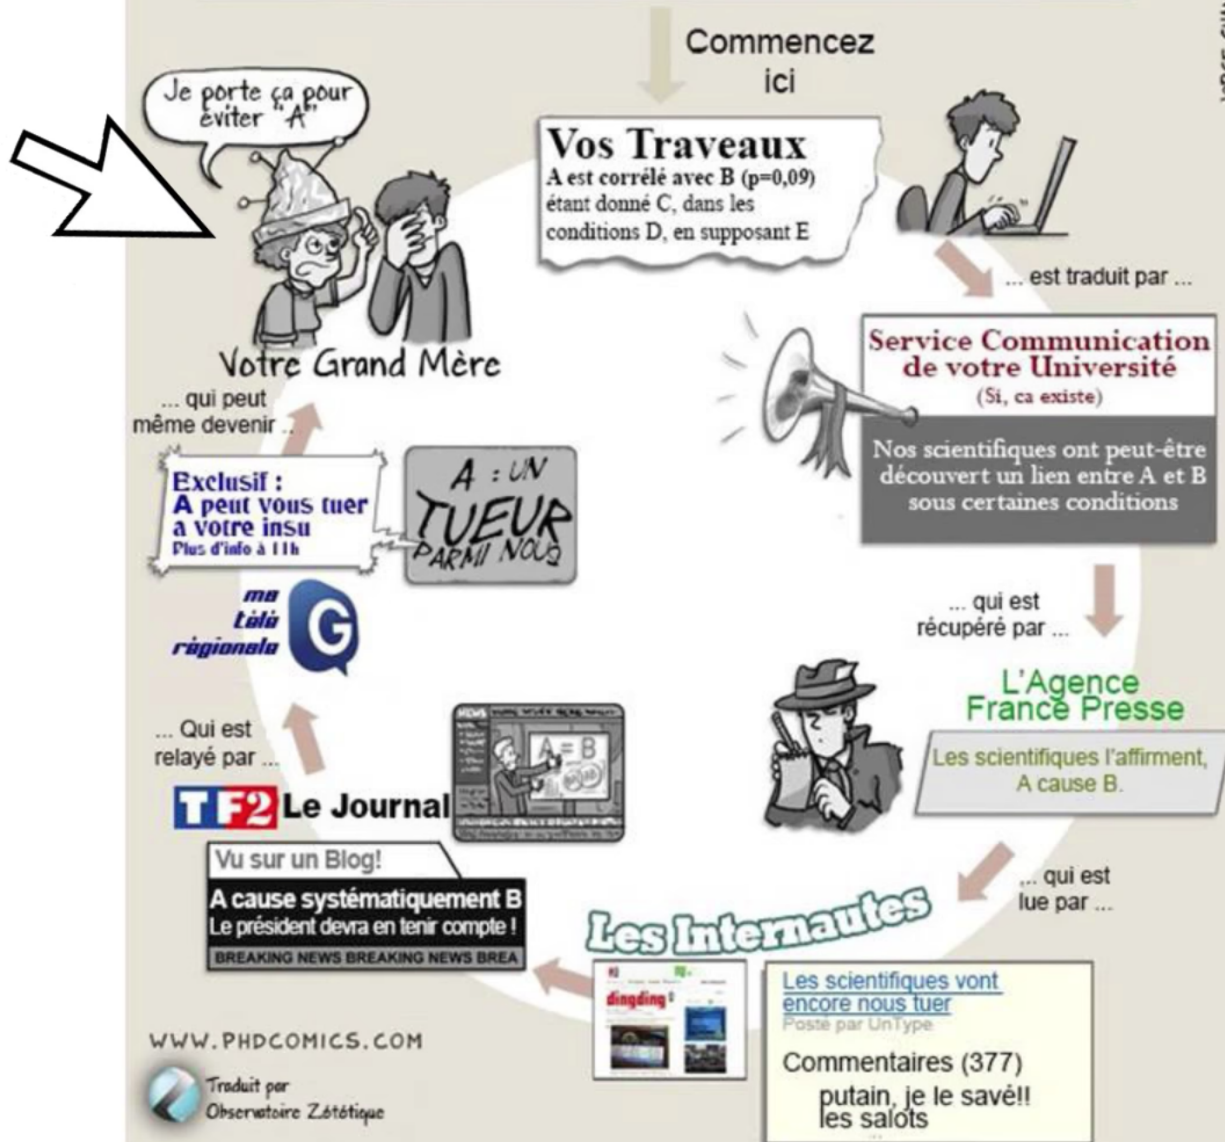 Commencez
ici
Je porte ça pour
éviter "A"
Vos Traveaux
A est corrélé avec B (p=0,09)
étant donné C, dans les
conditions D, en supposant E
... est traduit par ...
Service Communication
de votre Université
(Si, ca existe)
Nos scientifiques ont peut-être
découvert un lien entre A et B
sous certaines conditions
... qui est
récupéré par ...
L'Agence
France Presse
Les scientifiques l'affirment,
A cause B.
... qui est
lue par ...
Les Internautes
dingding
Les scientifiques vont
encore nous tuer
Posté par UnType
Commentaires (377)
putain, je le savé!!
les salots
Vu sur un Blog!
A cause systématiquement B
Le président devra en tenir compte !
BREAKING NEWS BREAKING NEWS BREA
TF2 Le Journal
A = B
... Qui est
relayé par ...
ma
télé
régionale
G
Exclusif :
A peut vous tuer
a votre insu
Plus d'info à 11h
A : UN
TUEUR
PARMI NOUS
... qui peut
même devenir ..
Votre Grand Mère
WWW.PHDCOMICS.COM
Traduit par
Observatoire Zététique